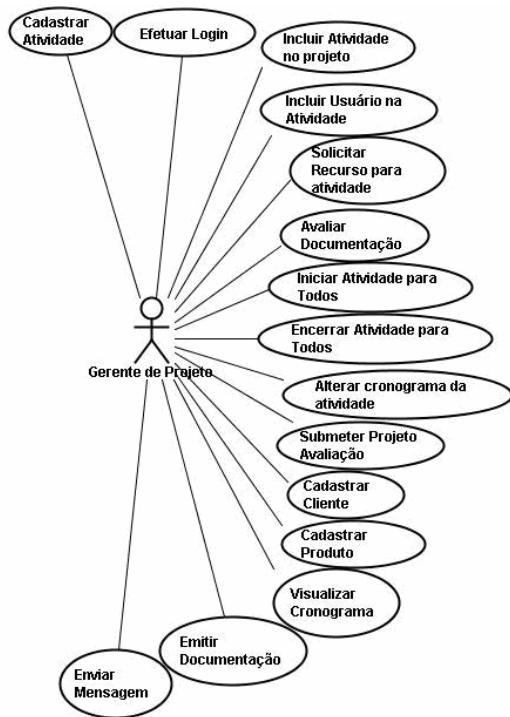 Cadastrar
Atividade
Efetuar Login
Incluir Atividade
no projeto
Incluir Usuário na
Atividade
Solicitar
Recurso para
atividade
Avaliar
Documentação
Iniciar Atividade para
Todos
Encerrar Atividade para
Todos
Gerente de Projeto
Alterar cronograma da
atividade
Submeter Projeto
Avaliação
Cadastrar
Cliente
Cadastrar
Produto
Visualizar
Cronograma
Emitir
Documentação
Enviar
Mensagem